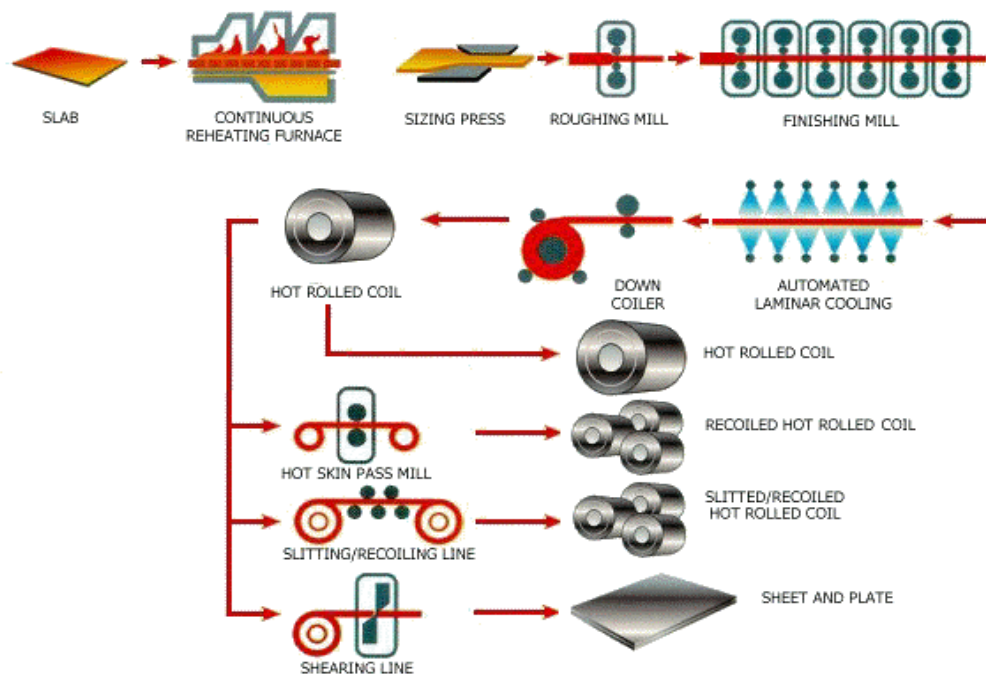 SLAB
CONTINUOUS
REHEATING FURNACE
SIZING PRESS
ROUGHING MILL
FINISHING MILL
HOT ROLLED COIL
DOWN
COILER
AUTOMATED
LAMINAR COOLING
HOT ROLLED COIL
RECOILED HOT ROLLED COIL
HOT SKIN PASS MILL
SLITTED/RECOILED
HOT ROLLED COIL
SLITTING/RECOILING LINE
SHEET AND PLATE
SHEARING LINE